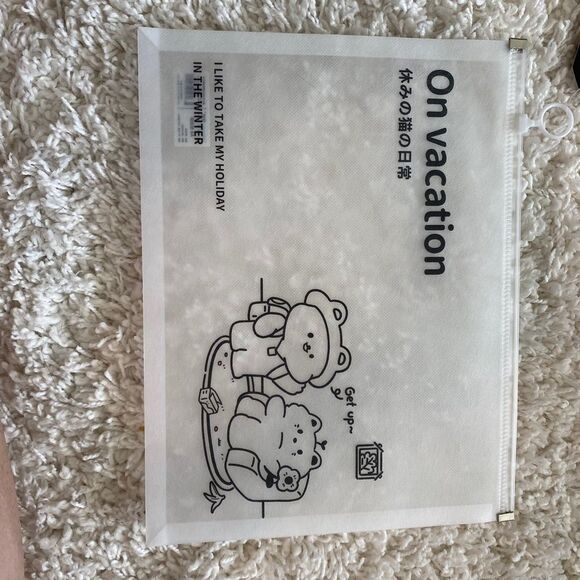 On vacation
休みの猫の日常
I LIKE TO TAKE MY HOLIDAY
IN THE WINTER
Get up~